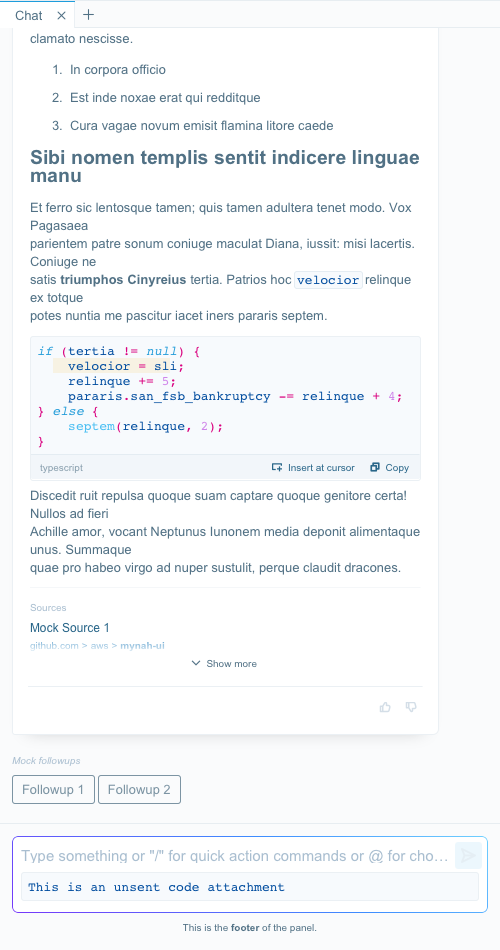 Chat
clamato nescisse.
1. In corpora officio
2. Est inde noxae erat qui redditque
3. Cura vagae novum emisit flamina litore caede
Sibi nomen templis sentit indicere linguae
manu
Et ferro sic lentosque tamen; quis tamen adultera tenet modo. Vox
Pagasaea
parientem patre sonum coniuge maculat Diana, iussit: misi lacertis.
Coniuge ne
satis triumphos Cinyreius tertia. Patrios hoc velocior relinque
ex totque
potes nuntia me pascitur iacet iners pararis septem.
if (tertia != null) {
    velocior = sli;
    relinque += 5;
    pararis.san_fsb_bankruptcy -= relinque + 4;
} else {
    septem(relinque, 2);
}
typescript Insert at cursor Copy
Discedit ruit repulsa quoque suam captare quoque genitore certa!
Nullos ad fieri
Achille amor, vocant Neptunus Iunonem media deponit alimentaque
unus. Summaque
quae pro habeo virgo ad nuper sustulit, perque claudit dracones.
Sources
Mock Source 1
github.com > aws > mynah-ui
Show more
Mock followups
Followup 1 Followup 2
Type something or "/" for quick action commands or @ for cho...
This is an unsent code attachment
This is the footer of the panel.